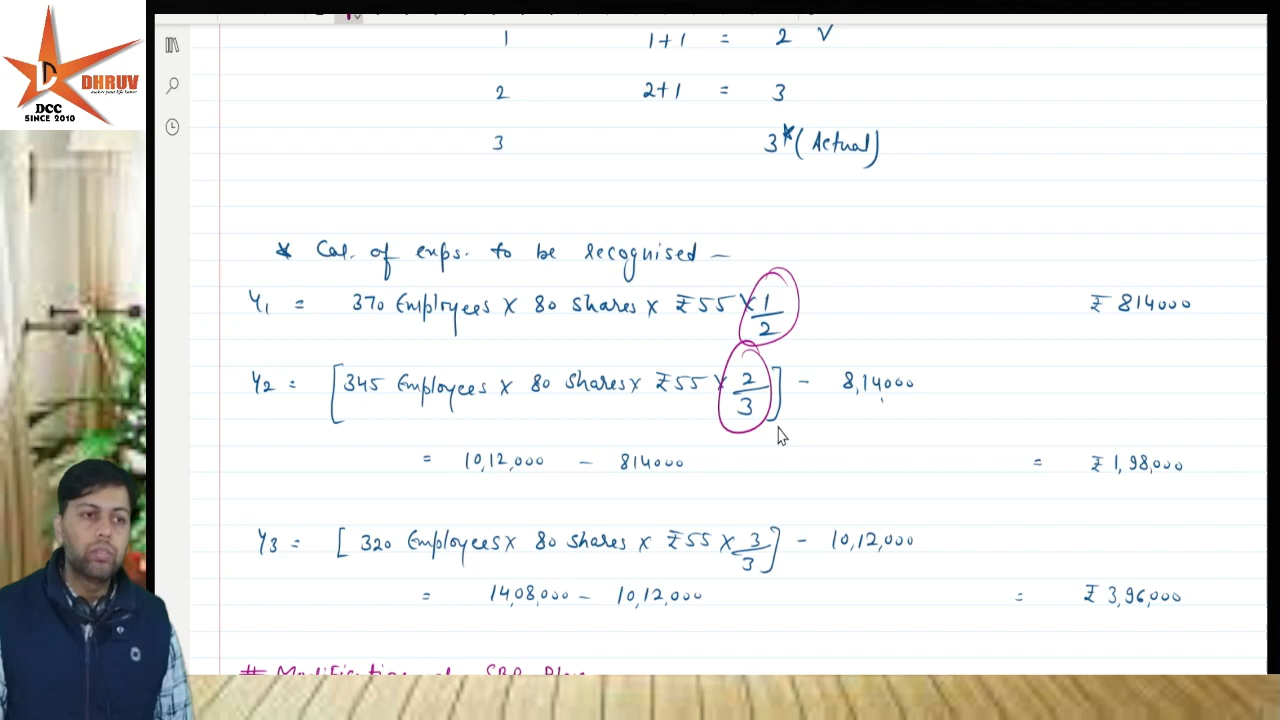 DHRUV
DCC
SINCE 2010
1 1+1 = 2 V
2 2+1 = 3
3 3* (Actual)
* Cal. of exps. to be recognised –
Y1 = 370 Employees × 80 shares × ₹55 × 1/2 ₹ 814000
Y2 = [345 Employees × 80 Shares × ₹55 × 2/3] – 8,14000
= 10,12,000 – 814000 = ₹ 1,98,000
Y3 = [320 Employees × 80 shares × ₹55 × 3/3] – 10,12,000
= 14,08,000 – 10,12,000 = ₹ 3,96,000